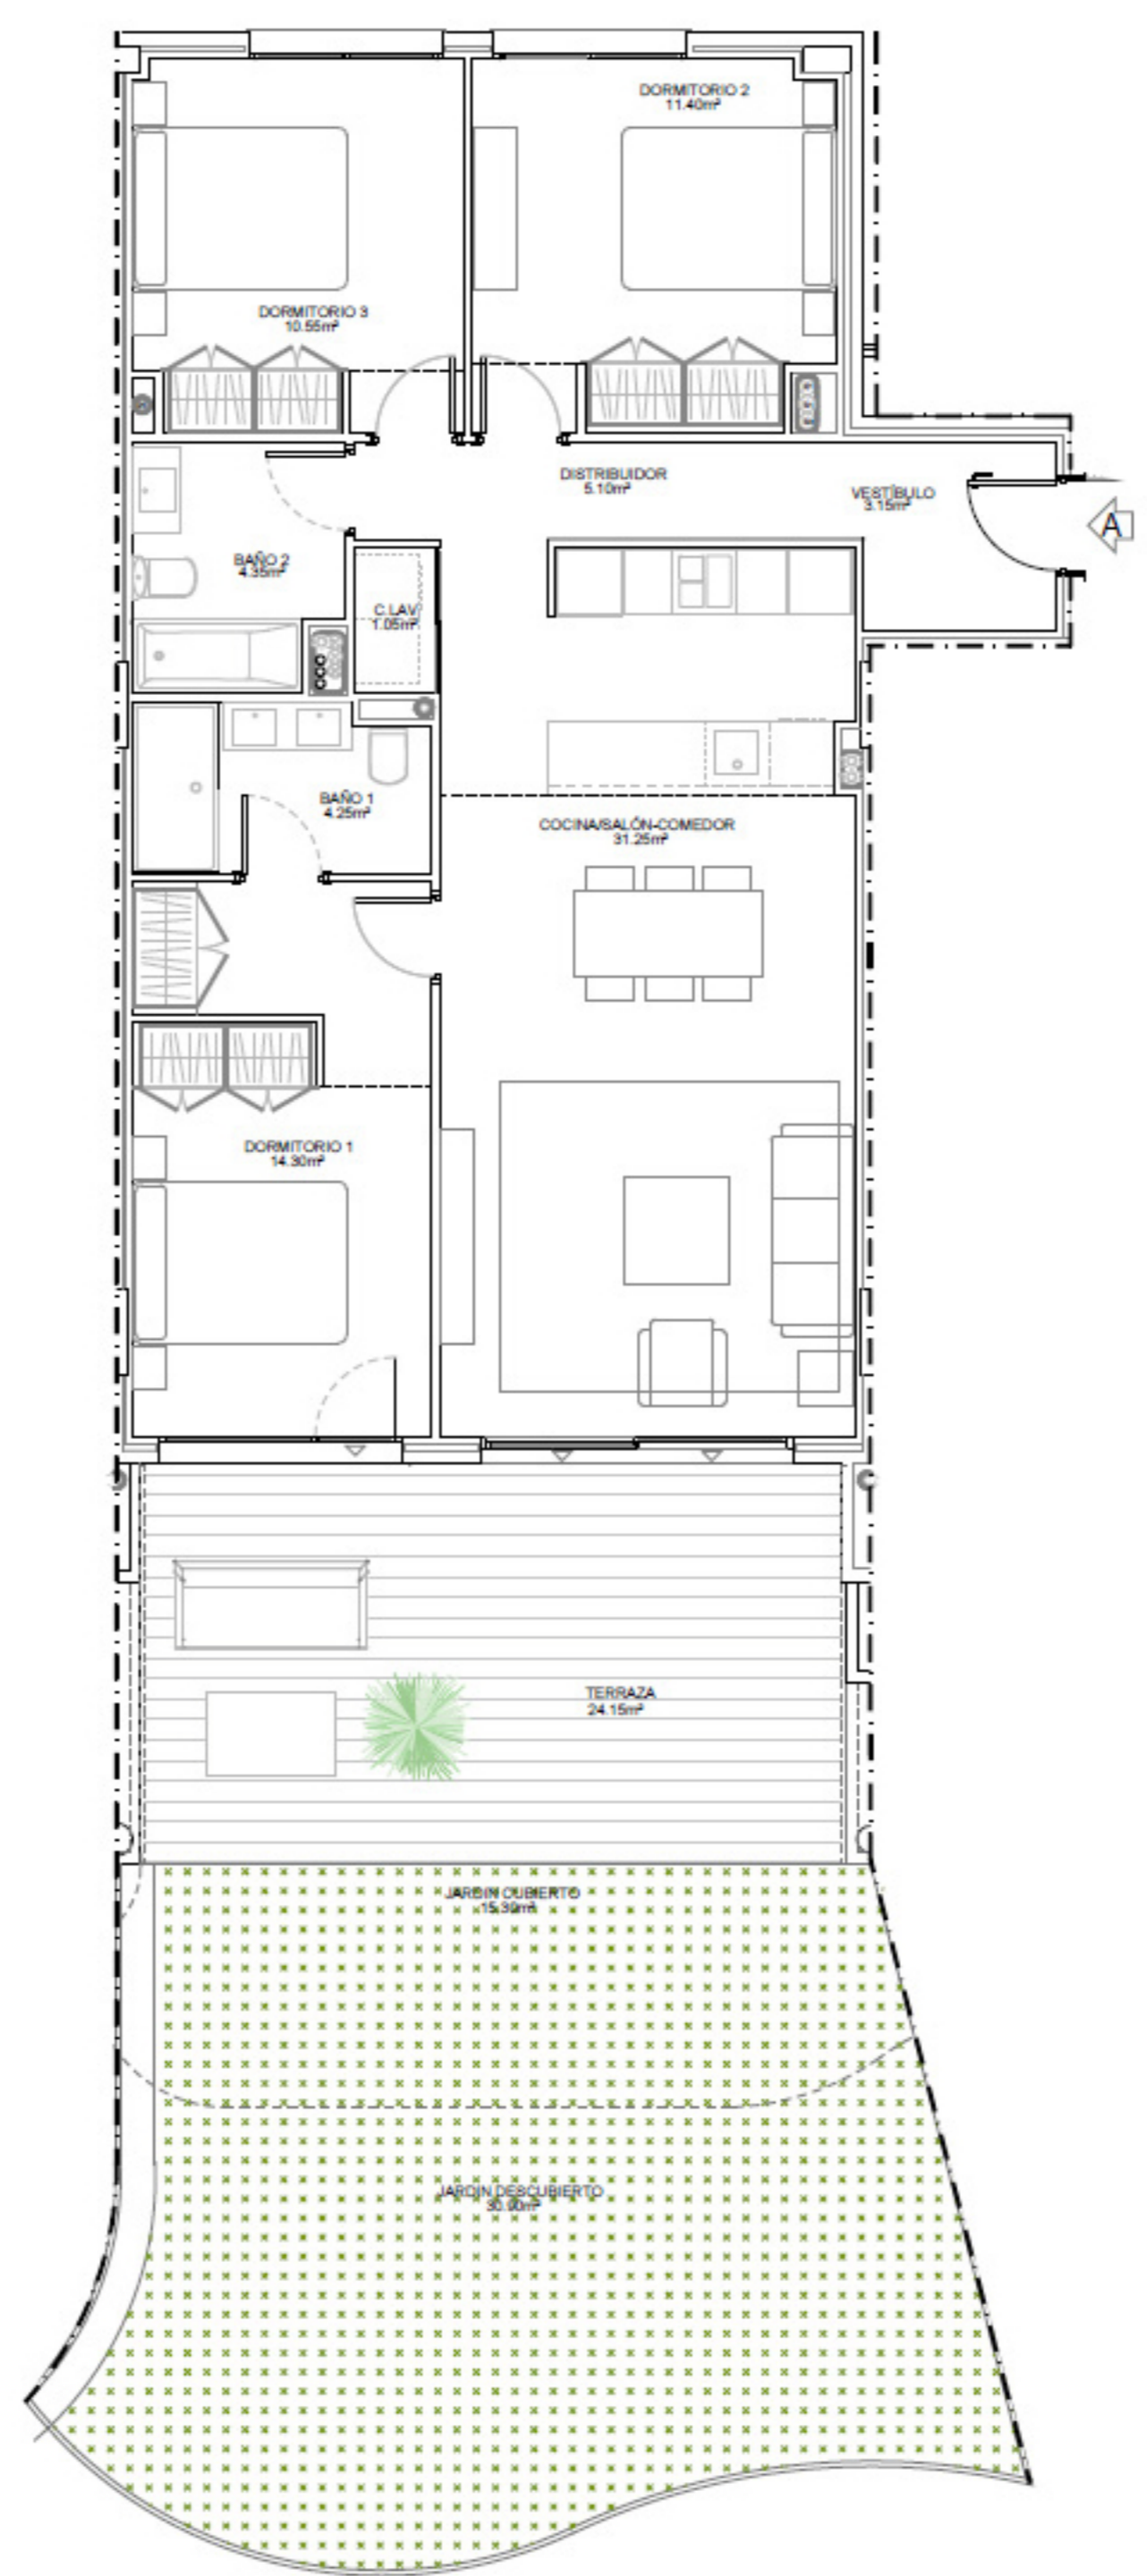 DORMITORIO 2
11.40m²
DORMITORIO 3
10.55m²
DISTRIBUIDOR
5.10m²
VESTÍBULO
3.15m²
A
BAÑO 2
4.35m²
C.LAV
1.05m²
BAÑO 1
4.25m²
COCINA/SALÓN-COMEDOR
31.25m²
DORMITORIO 1
14.30m²
TERRAZA
24.15m²
JARDIN CUBIERTO
15.30m²
JARDIN DESCUBIERTO
30.90m²